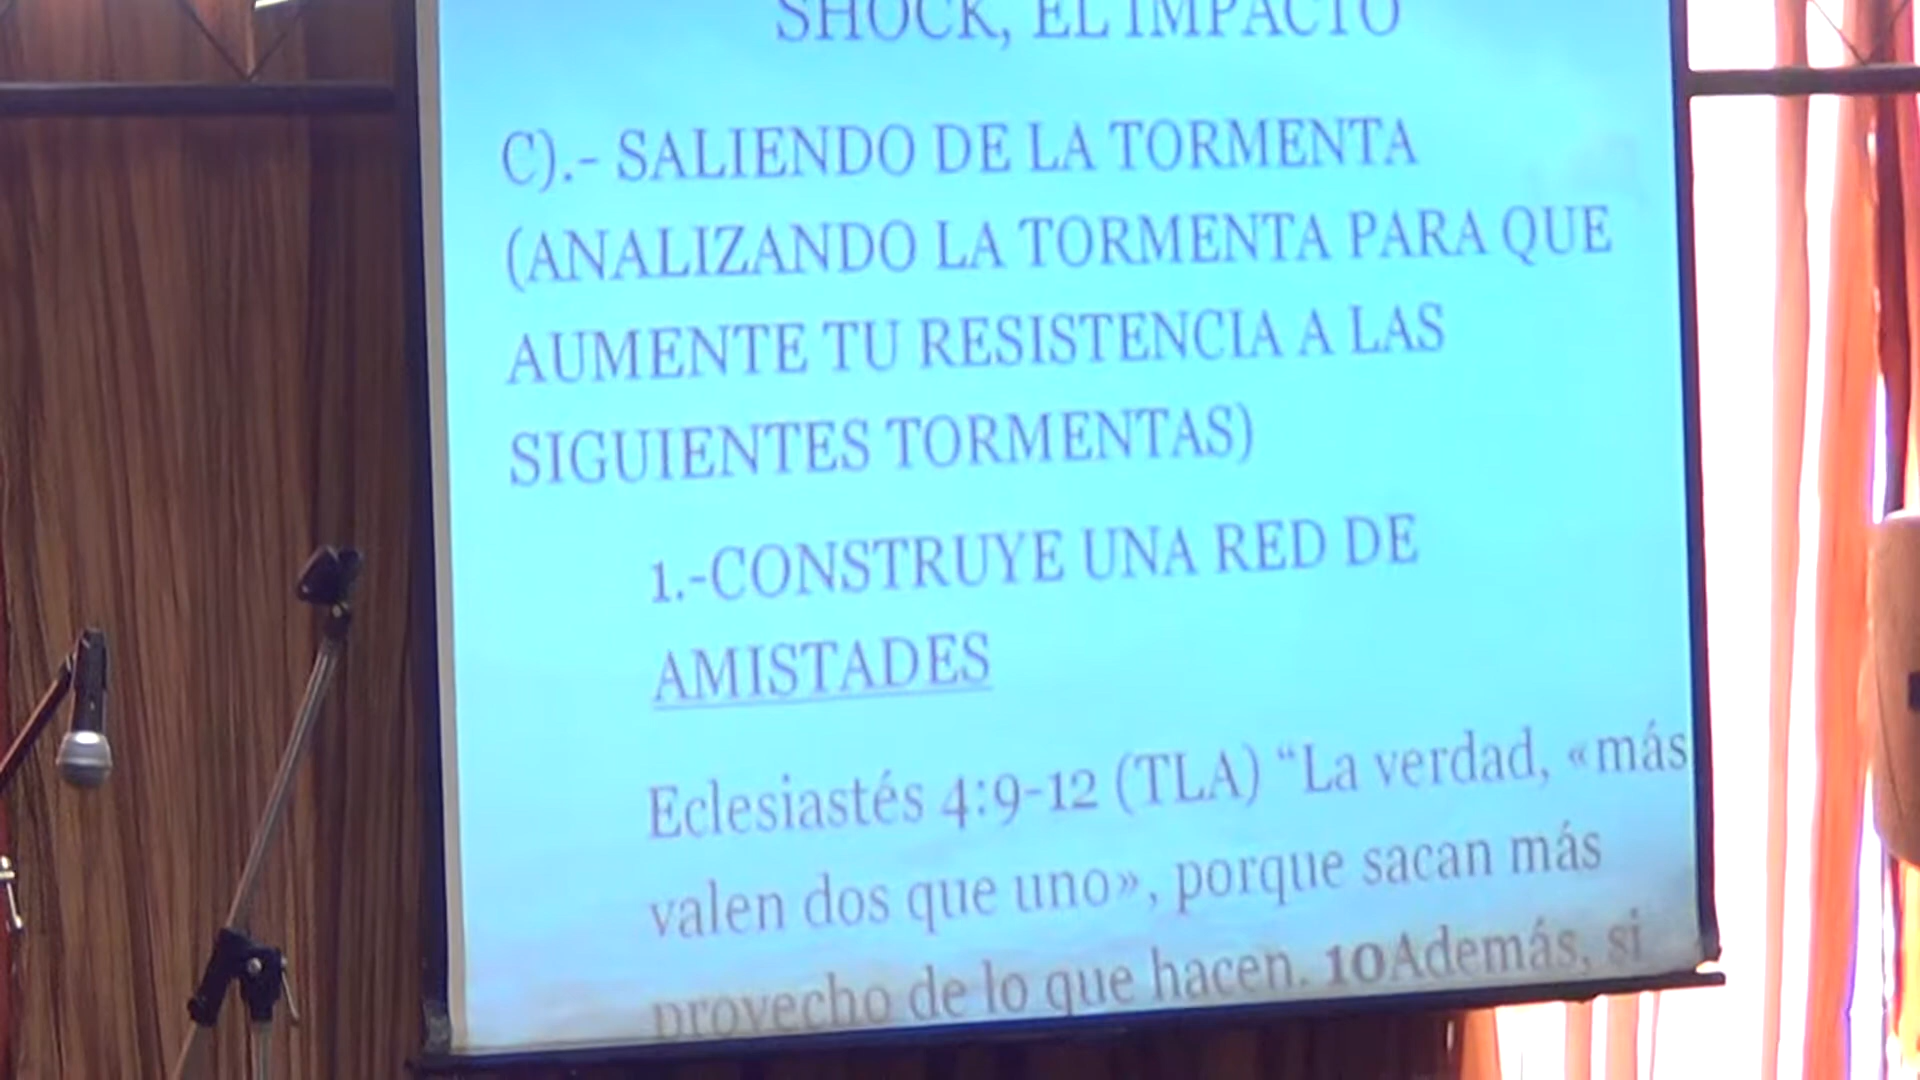 SHOCK, EL IMPACTO
C).- SALIENDO DE LA TORMENTA
(ANALIZANDO LA TORMENTA PARA QUE
AUMENTE TU RESISTENCIA A LAS
SIGUIENTES TORMENTAS)
1.-CONSTRUYE UNA RED DE
AMISTADES
Eclesiastés 4:9-12 (TLA) “La verdad, «más
valen dos que uno», porque sacan más
provecho de lo que hacen. 10Además, si